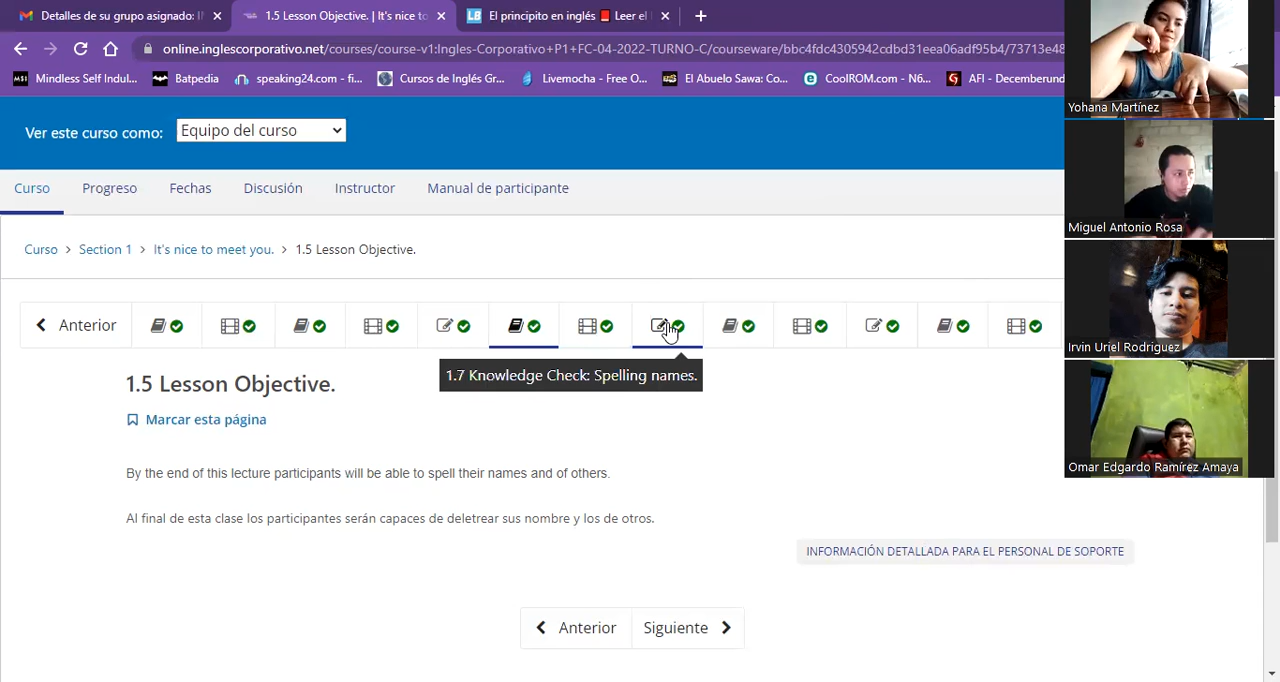 Detalles de su grupo asignado: I
1.5 Lesson Objective. | It's nice to
El principito en inglés 📕 Leer el
online.inglescorporativo.net/courses/course-v1:Ingles-Corporativo+P1+FC-04-2022-TURNO-C/courseware/bbc4fdc4305942cdbd31eea06adf95b4/73713e48
Mindless Self Indul...
Batpedia
speaking24.com - fi...
Cursos de Inglés Gr...
Livemocha - Free O...
El Abuelo Sawa: Co...
CoolROM.com - N6...
AFI - Decemberund
Ver este curso como: Equipo del curso
Curso Progreso Fechas Discusión Instructor Manual de participante
Curso > Section 1 > It's nice to meet you. > 1.5 Lesson Objective.
Anterior
1.7 Knowledge Check: Spelling names.
1.5 Lesson Objective.
Marcar esta página
By the end of this lecture participants will be able to spell their names and of others.
Al final de esta clase los participantes serán capaces de deletrear sus nombre y los de otros.
INFORMACIÓN DETALLADA PARA EL PERSONAL DE SOPORTE
Anterior Siguiente
Yohana Martínez
Miguel Antonio Rosa
Irvin Uriel Rodriguez
Omar Edgardo Ramírez Amaya